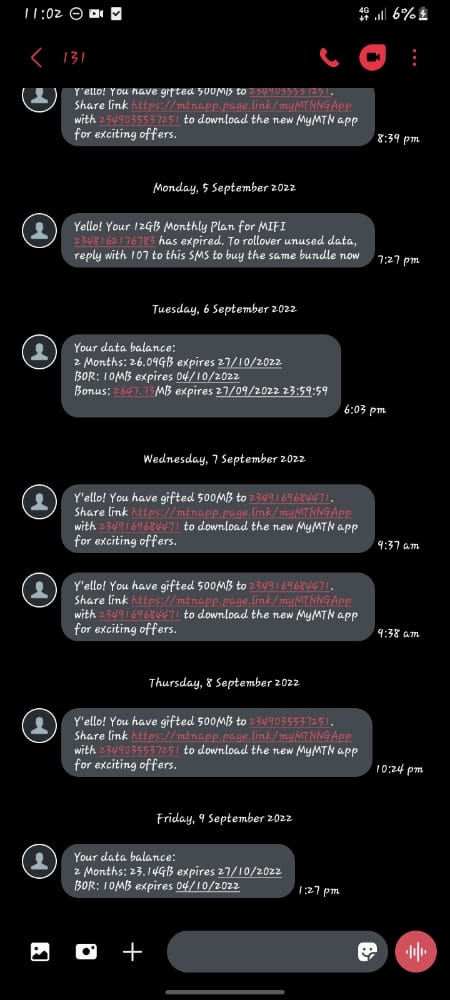 11:02
4G
6%
131
Y'ello! You have gifted 500MB to 2349035537251.
Share link https://mtnapp.page.link/myMTNNGApp
with 2349035537251 to download the new MyMTN app
for exciting offers.
8:39 pm
Monday, 5 September 2022
Yello! Your 12GB Monthly Plan for MIFI
2348162176783 has expired. To rollover unused data,
reply with 107 to this SMS to buy the same bundle now
7:27 pm
Tuesday, 6 September 2022
Your data balance:
2 Months: 26.09GB expires 27/10/2022
BOR: 10MB expires 04/10/2022
Bonus: 2647.73MB expires 27/09/2022 23:59:59
6:03 pm
Wednesday, 7 September 2022
Y'ello! You have gifted 500MB to 2349169684471.
Share link https://mtnapp.page.link/myMTNNGApp
with 2349169684471 to download the new MyMTN app
for exciting offers.
9:37 am
Y'ello! You have gifted 500MB to 2349169684471.
Share link https://mtnapp.page.link/myMTNNGApp
with 2349169684471 to download the new MyMTN app
for exciting offers.
9:38 am
Thursday, 8 September 2022
Y'ello! You have gifted 500MB to 2349035537251.
Share link https://mtnapp.page.link/myMTNNGApp
with 2349035537251 to download the new MyMTN app
for exciting offers.
10:24 pm
Friday, 9 September 2022
Your data balance:
2 Months: 23.14GB expires 27/10/2022
BOR: 10MB expires 04/10/2022
1:27 pm